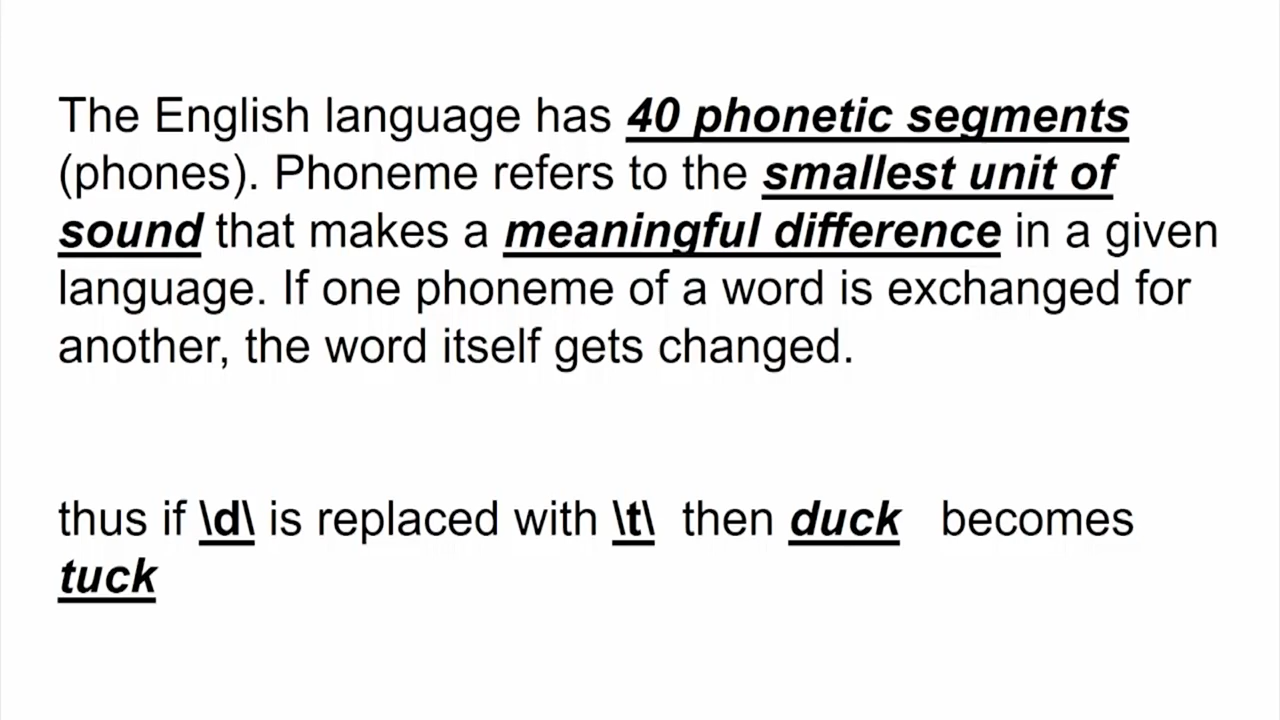 The English language has 40 phonetic segments
(phones). Phoneme refers to the smallest unit of
sound that makes a meaningful difference in a given
language. If one phoneme of a word is exchanged for
another, the word itself gets changed.
thus if \d\ is replaced with \t\ then duck becomes
tuck